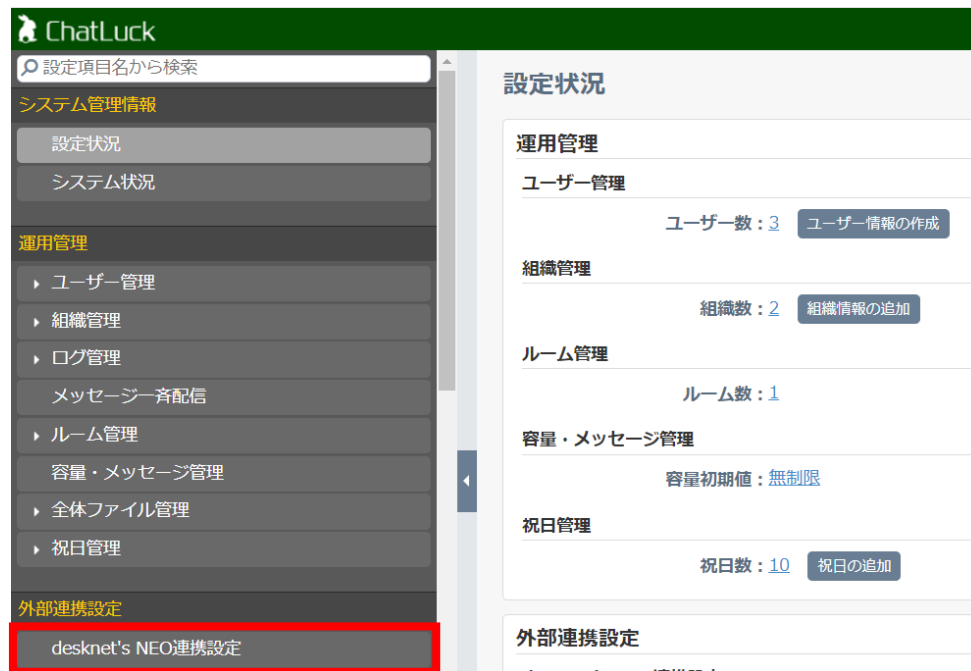 ChatLuck
設定項目名から検索
システム管理情報
設定状況
システム状況
運用管理
ユーザー管理
組織管理
ログ管理
メッセージ一斉配信
ルーム管理
容量・メッセージ管理
全体ファイル管理
祝日管理
外部連携設定
desknet's NEO連携設定
設定状況
運用管理
ユーザー管理
ユーザー数：3 ユーザー情報の作成
組織管理
組織数：2 組織情報の追加
ルーム管理
ルーム数：1
容量・メッセージ管理
容量初期値：無制限
祝日管理
祝日数：10 祝日の追加
外部連携設定